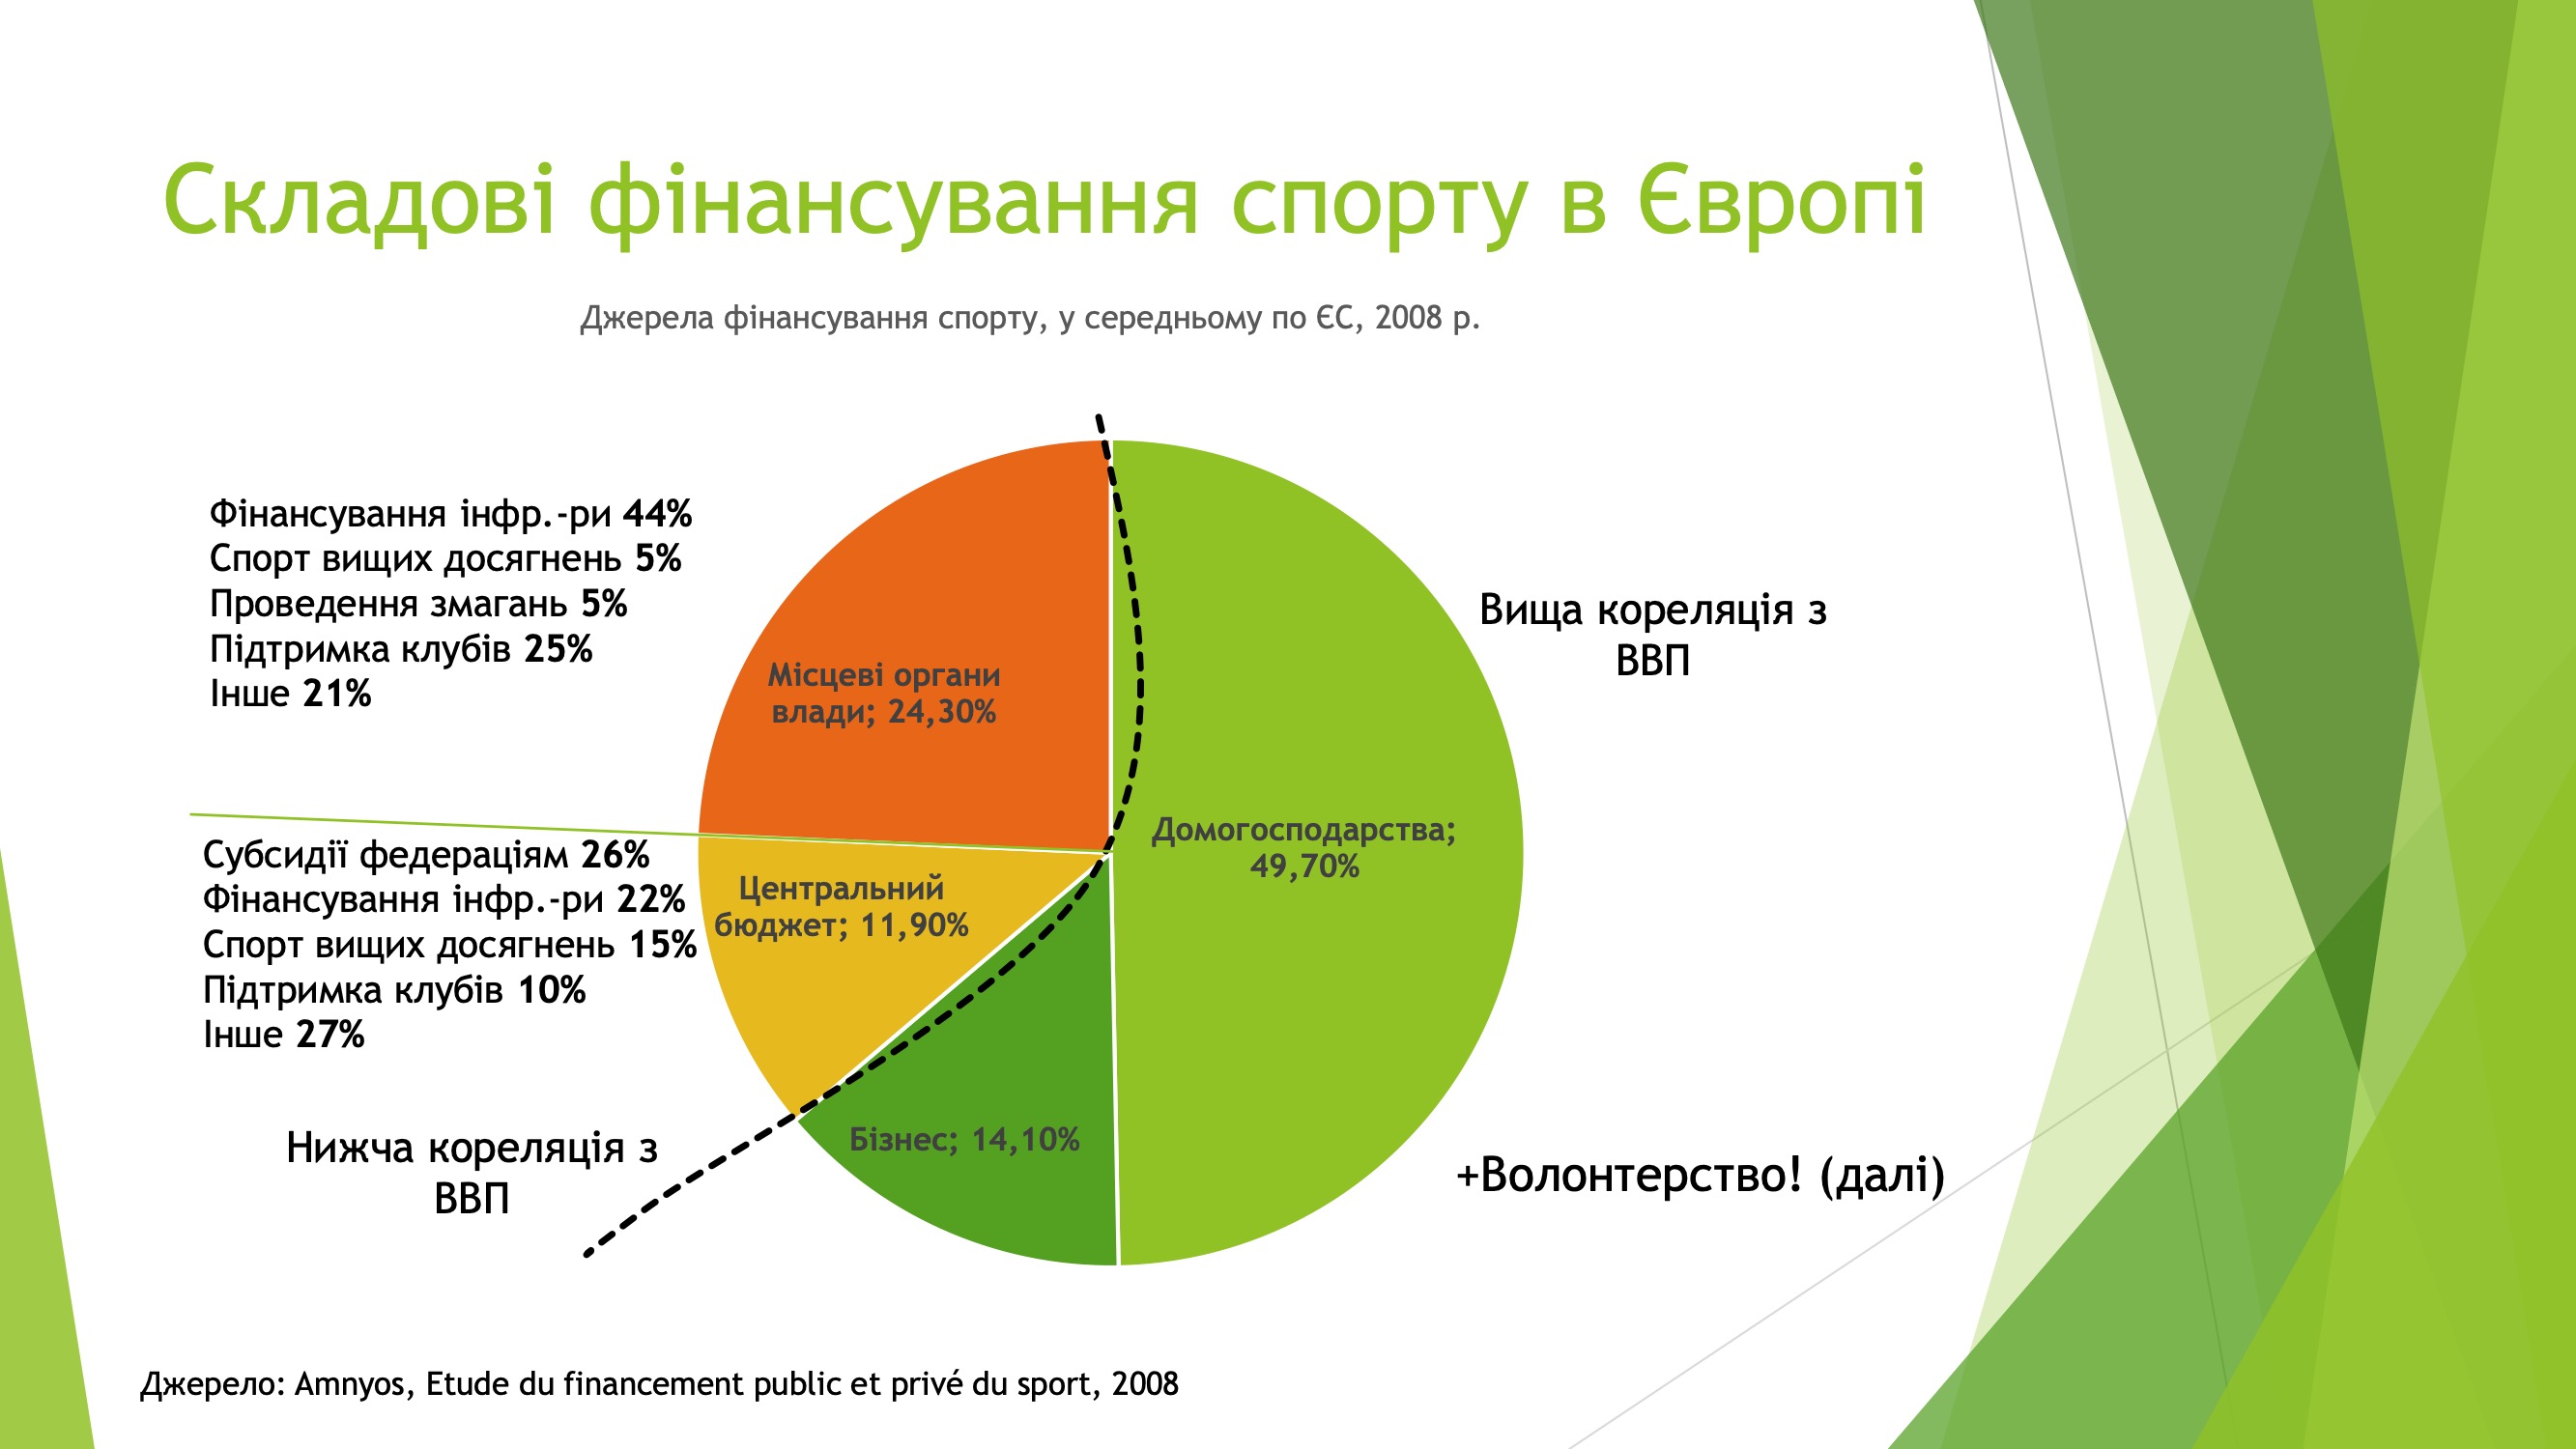 Складові фінансування спорту в Європі
Джерела фінансування спорту, у середньому по ЄС, 2008 р.
Фінансування інфр.-ри 44%
Спорт вищих досягнень 5%
Проведення змагань 5%
Підтримка клубів 25%
Інше 21%
Місцеві органи
влади; 24,30%
Вища кореляція з
ВВП
Домогосподарства;
49,70%
Субсидії федераціям 26%
Фінансування інфр.-ри 22%
Спорт вищих досягнень 15%
Підтримка клубів 10%
Інше 27%
Центральний
бюджет; 11,90%
Нижча кореляція з
ВВП
Бізнес; 14,10%
+Волонтерство! (далі)
Джерело: Amnyos, Etude du financement public et privé du sport, 2008